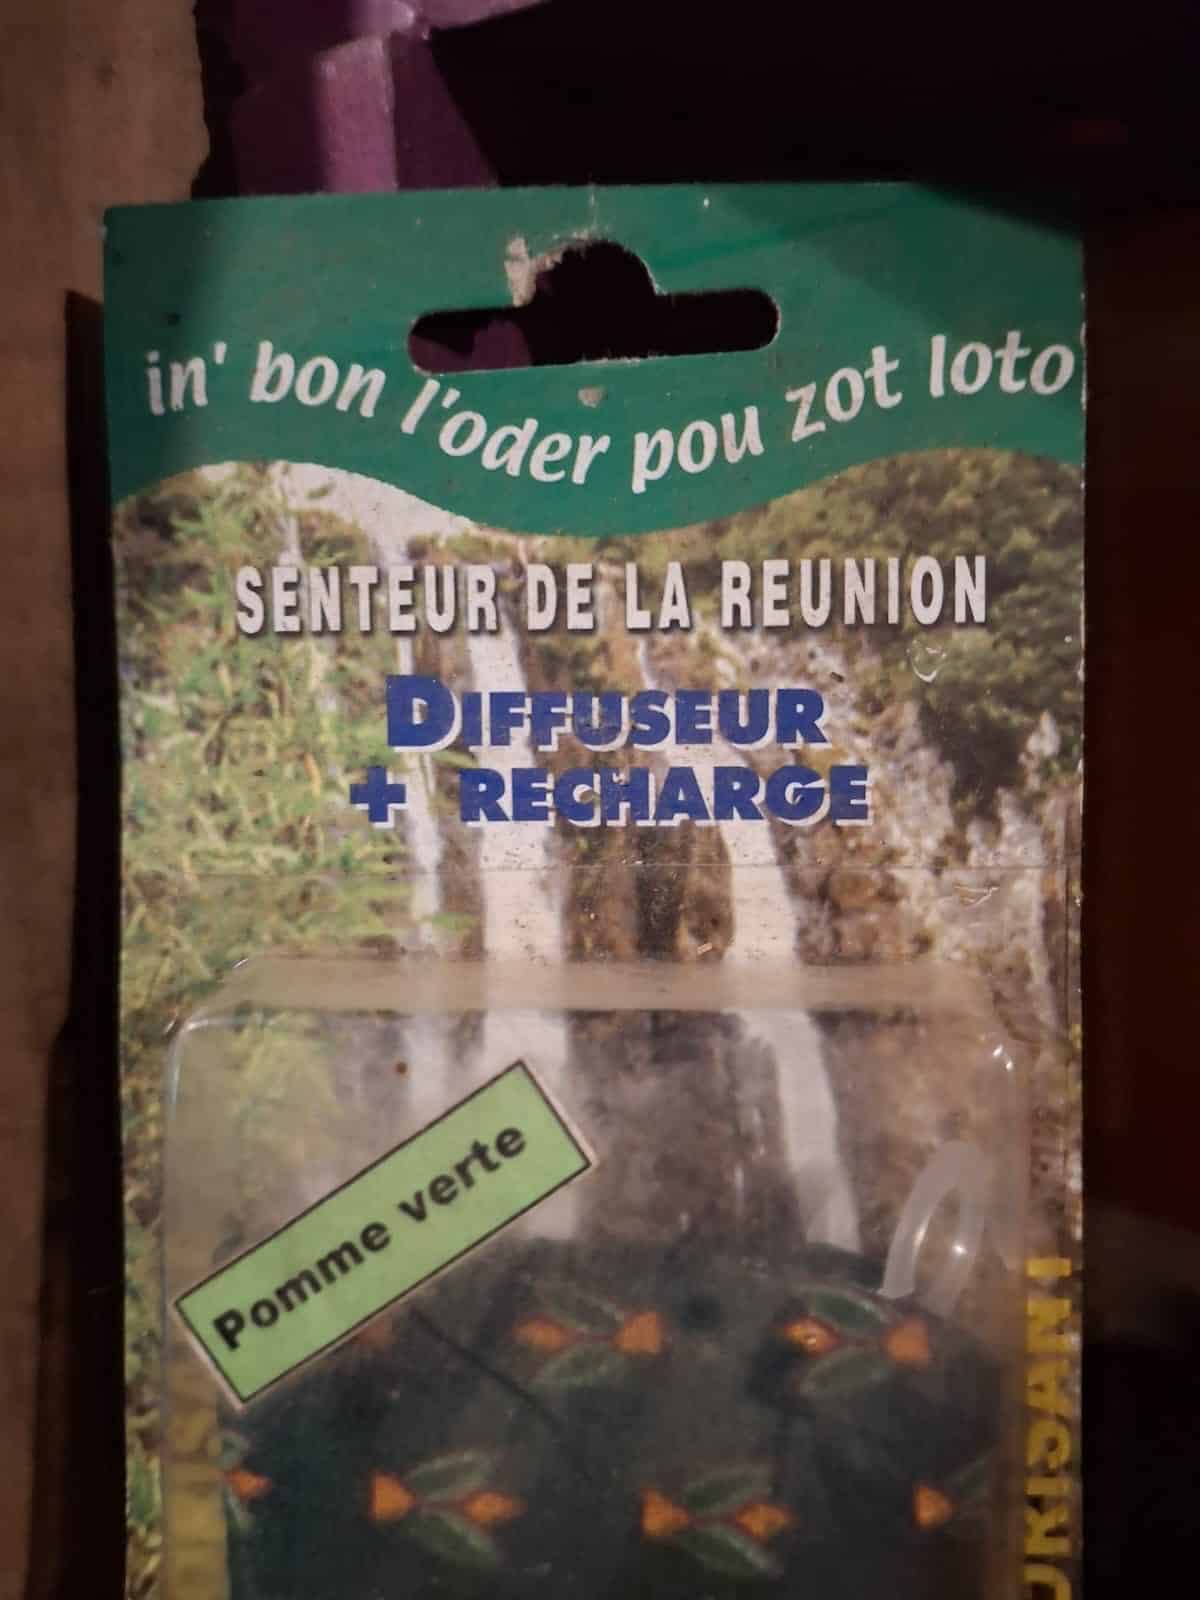 in' bon l'oder pou zot loto
SENTEUR DE LA REUNION
DIFFUSEUR
+ RECHARGE
Pomme verte